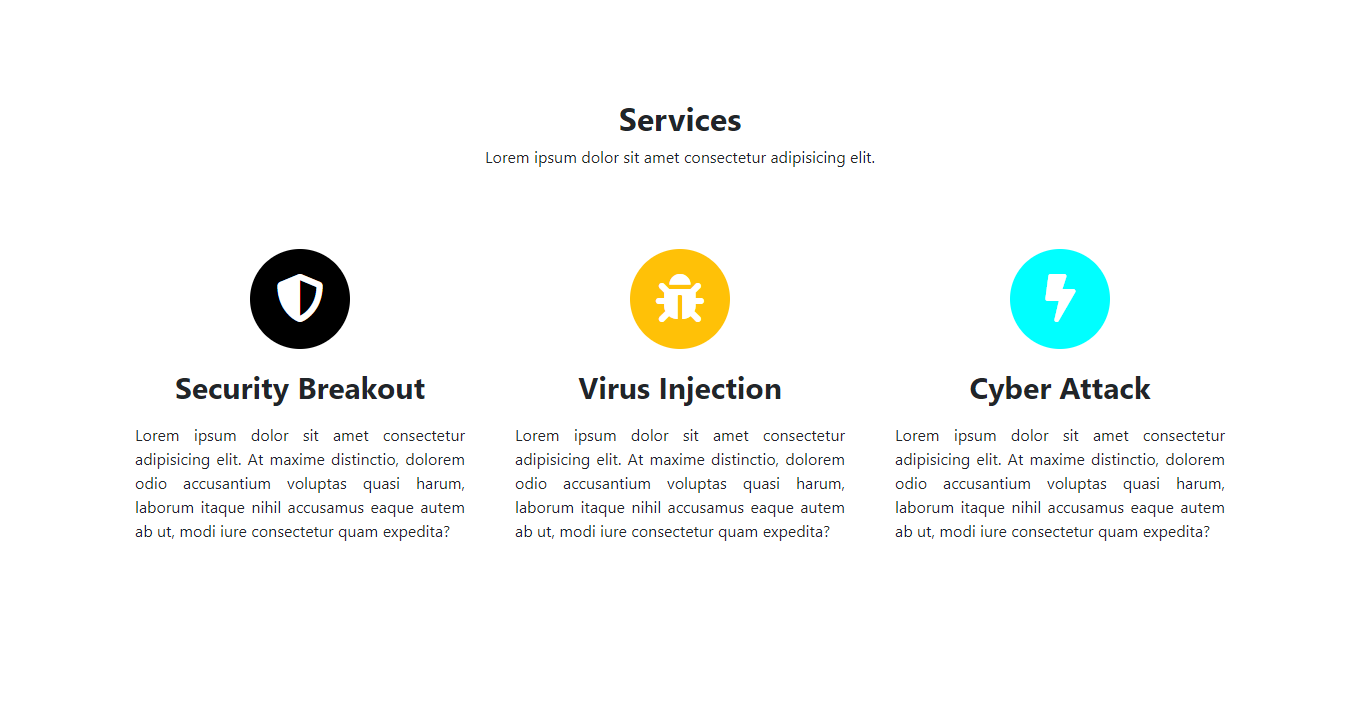 Services
Lorem ipsum dolor sit amet consectetur adipisicing elit.
Security Breakout
Lorem ipsum dolor sit amet consectetur
adipisicing elit. At maxime distinctio, dolorem
odio accusantium voluptas quasi harum,
laborum itaque nihil accusamus eaque autem
ab ut, modi iure consectetur quam expedita?
Virus Injection
Lorem ipsum dolor sit amet consectetur
adipisicing elit. At maxime distinctio, dolorem
odio accusantium voluptas quasi harum,
laborum itaque nihil accusamus eaque autem
ab ut, modi iure consectetur quam expedita?
Cyber Attack
Lorem ipsum dolor sit amet consectetur
adipisicing elit. At maxime distinctio, dolorem
odio accusantium voluptas quasi harum,
laborum itaque nihil accusamus eaque autem
ab ut, modi iure consectetur quam expedita?